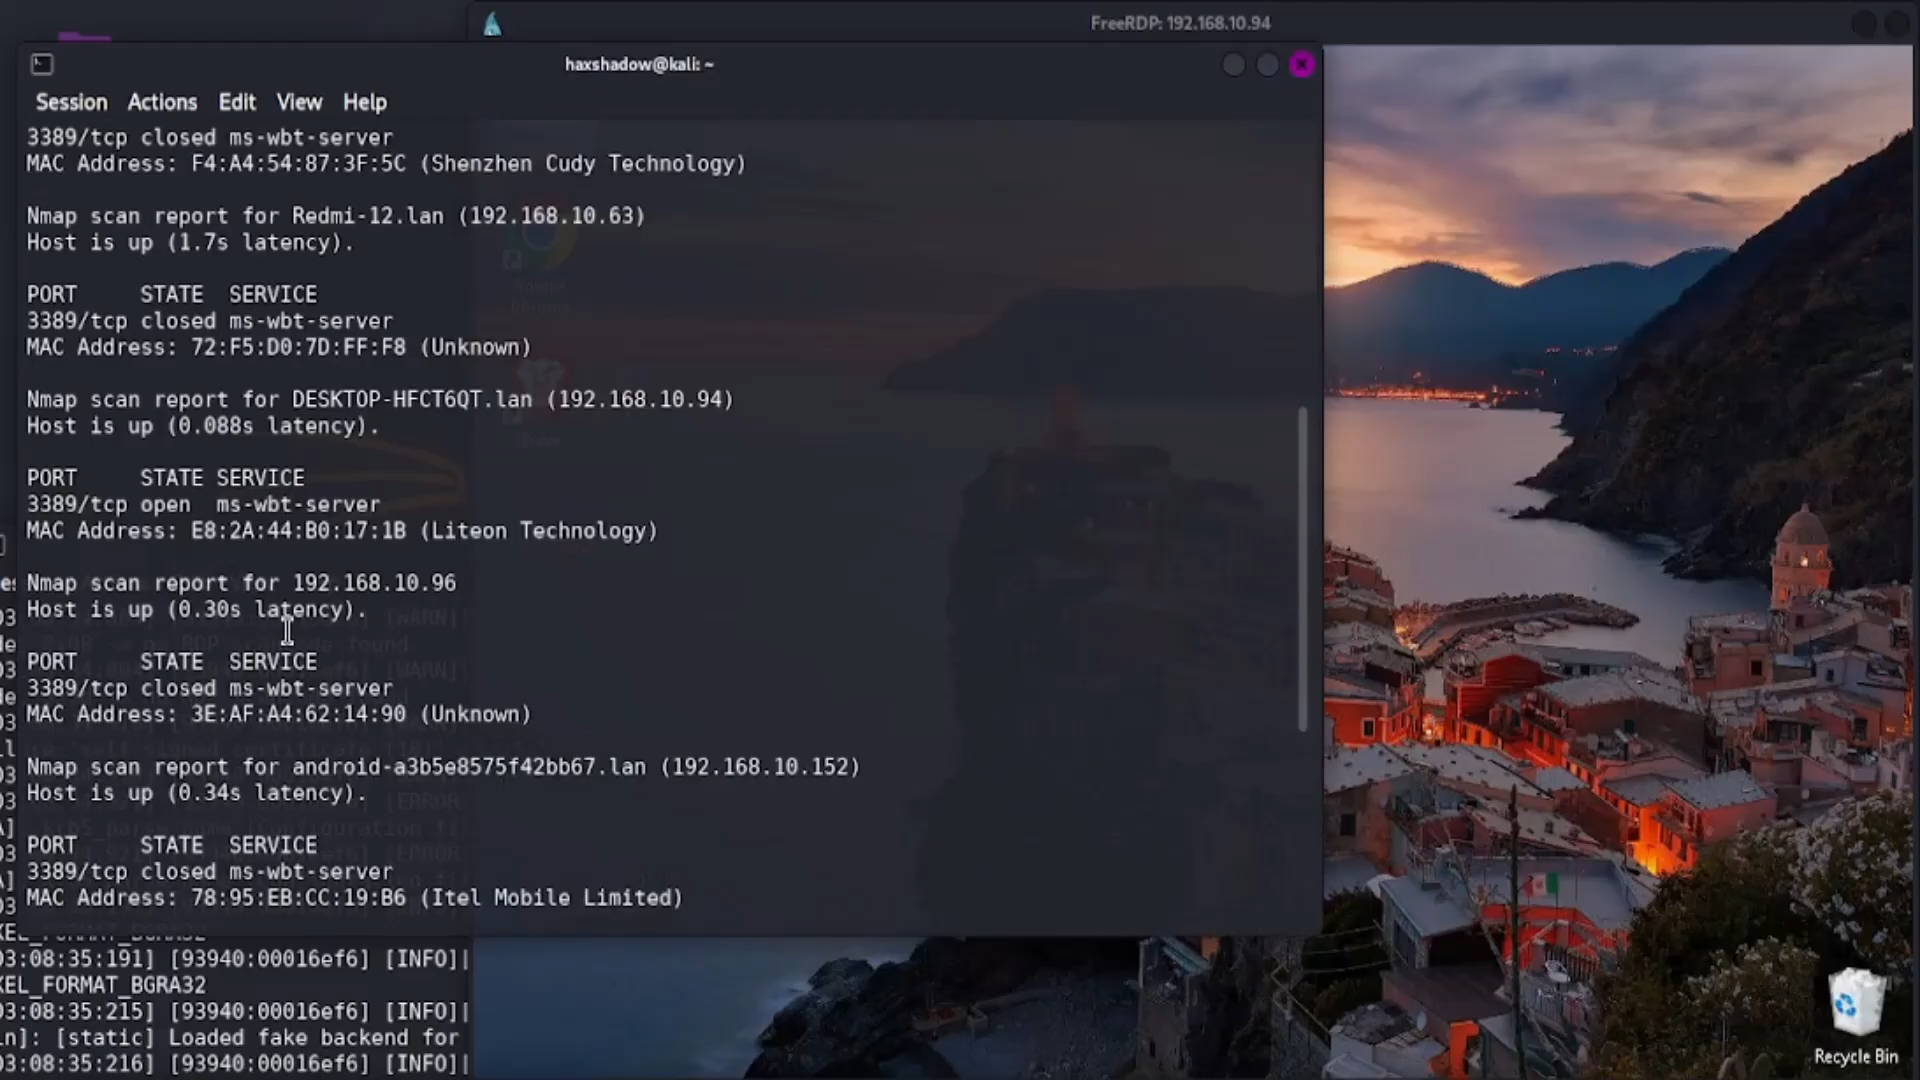 FreeRDP: 192.168.10.94
haxshadow@kali: ~
Session Actions Edit View Help
3389/tcp closed ms-wbt-server
MAC Address: F4:A4:54:87:3F:5C (Shenzhen Cudy Technology)
Nmap scan report for Redmi-12.lan (192.168.10.63)
Host is up (1.7s latency).
PORT STATE SERVICE
3389/tcp closed ms-wbt-server
MAC Address: 72:F5:D0:7D:FF:F8 (Unknown)
Nmap scan report for DESKTOP-HFCT6QT.lan (192.168.10.94)
Host is up (0.088s latency).
PORT STATE SERVICE
3389/tcp open ms-wbt-server
MAC Address: E8:2A:44:B0:17:1B (Liteon Technology)
Nmap scan report for 192.168.10.96
Host is up (0.30s latency).
PORT STATE SERVICE
3389/tcp closed ms-wbt-server
MAC Address: 3E:AF:A4:62:14:90 (Unknown)
Nmap scan report for android-a3b5e8575f42bb67.lan (192.168.10.152)
Host is up (0.34s latency).
PORT STATE SERVICE
3389/tcp closed ms-wbt-server
MAC Address: 78:95:EB:CC:19:B6 (Itel Mobile Limited)
03:08:35:191] [93940:00016ef6] [INFO]
XEL_FORMAT_BGRA32
03:08:35:215] [93940:00016ef6] [INFO]
in]: [static] Loaded fake backend for
03:08:35:216] [93940:00016ef6] [INFO]
Recycle Bin